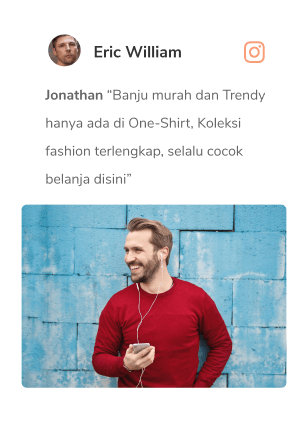 Eric William
Jonathan “Banju murah dan Trendy
hanya ada di One-Shirt, Koleksi
fashion terlengkap, selalu cocok
belanja disini”